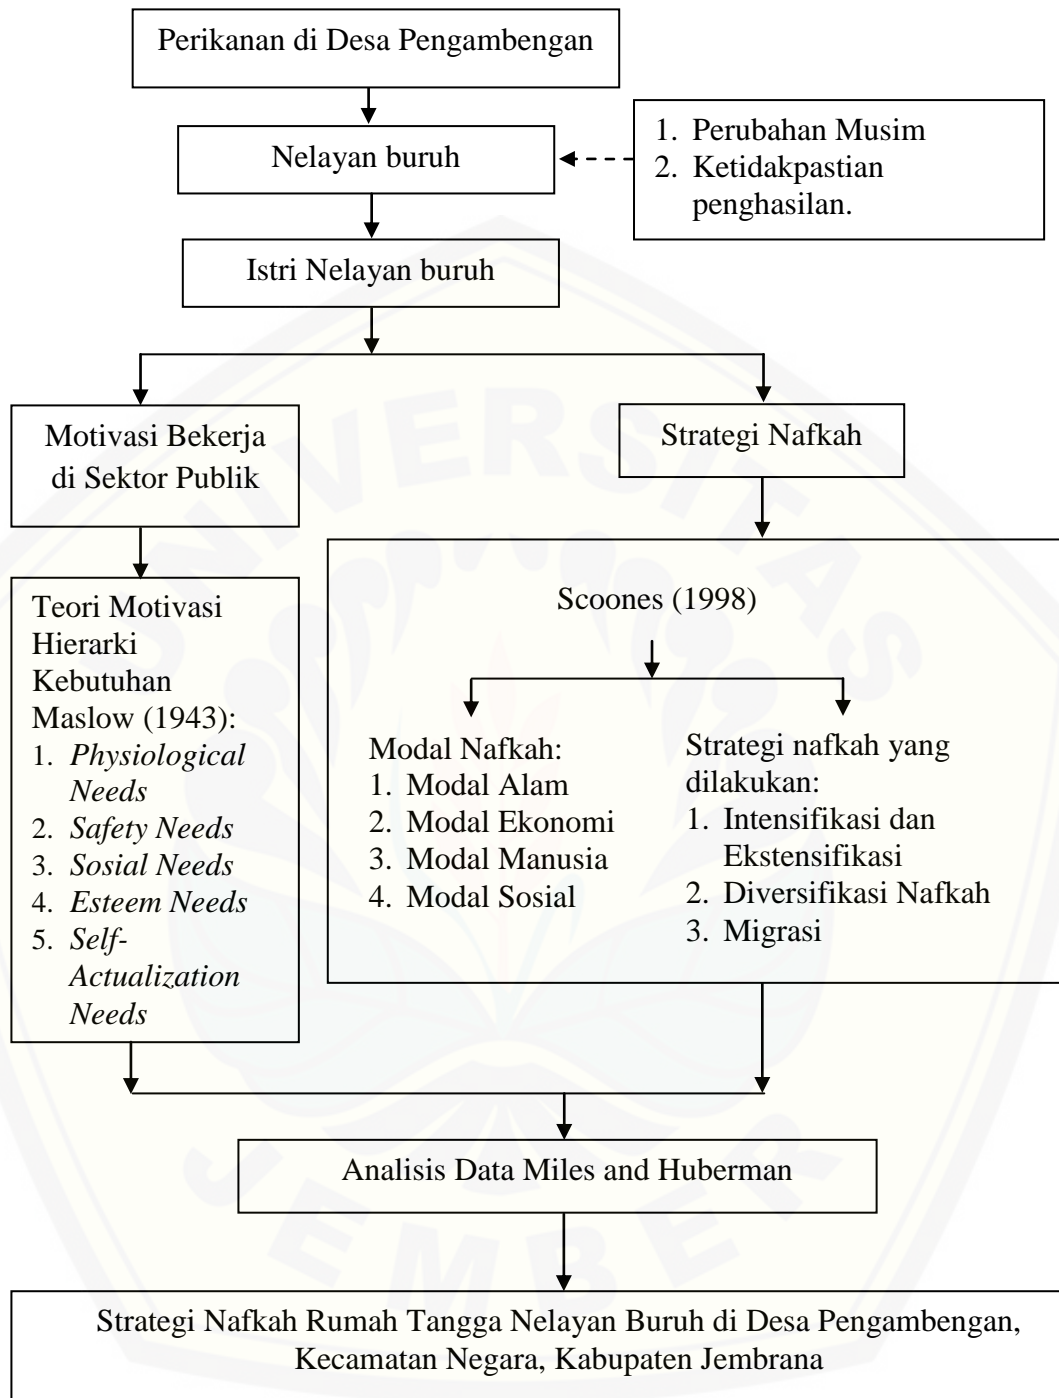 Perikanan di Desa Pengambengan
Nelayan buruh
1. Perubahan Musim
2. Ketidakpastian
penghasilan.
Istri Nelayan buruh
Motivasi Bekerja
di Sektor Publik
Strategi Nafkah
Teori Motivasi
Hierarki
Kebutuhan
Maslow (1943):
1. Physiological
Needs
2. Safety Needs
3. Sosial Needs
4. Esteem Needs
5. Self-
Actualization
Needs
Scoones (1998)
Modal Nafkah:
1. Modal Alam
2. Modal Ekonomi
3. Modal Manusia
4. Modal Sosial
Strategi nafkah yang
dilakukan:
1. Intensifikasi dan
Ekstensifikasi
2. Diversifikasi Nafkah
3. Migrasi
Analisis Data Miles and Huberman
Strategi Nafkah Rumah Tangga Nelayan Buruh di Desa Pengambengan,
Kecamatan Negara, Kabupaten Jembrana
UNIVERSITAS
JEMBER